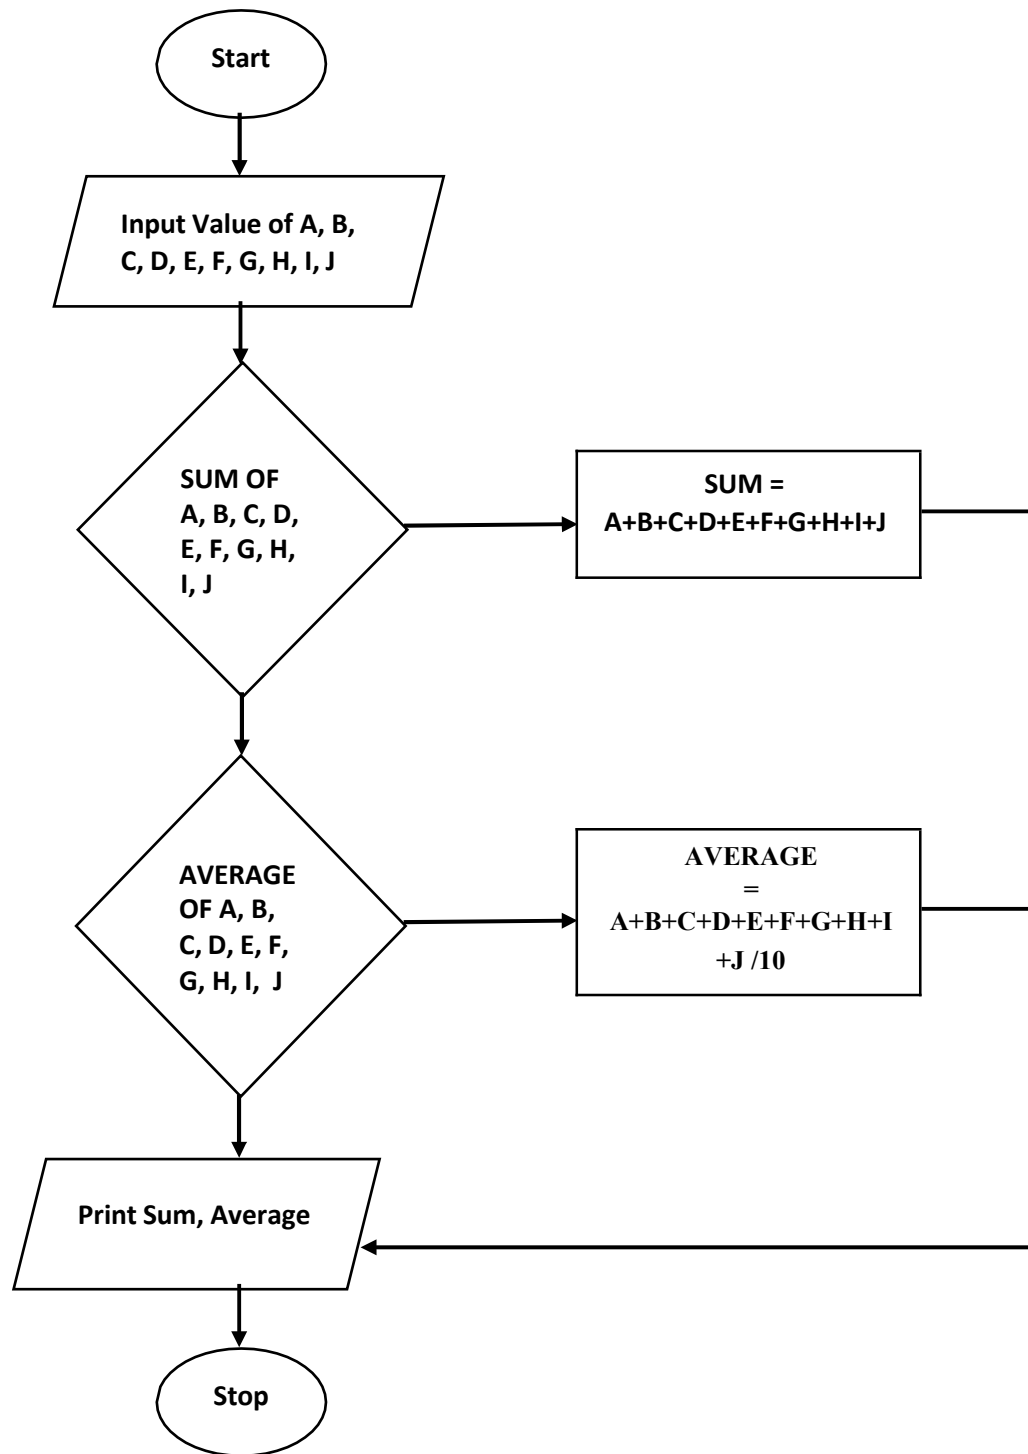 Start
Input Value of A, B,
C, D, E, F, G, H, I, J
SUM OF
A, B, C, D,
E, F, G, H,
I, J
SUM =
A+B+C+D+E+F+G+H+I+J
AVERAGE
OF A, B,
C, D, E, F,
G, H, I,  J
AVERAGE
=
A+B+C+D+E+F+G+H+I
+J /10
Print Sum, Average
Stop